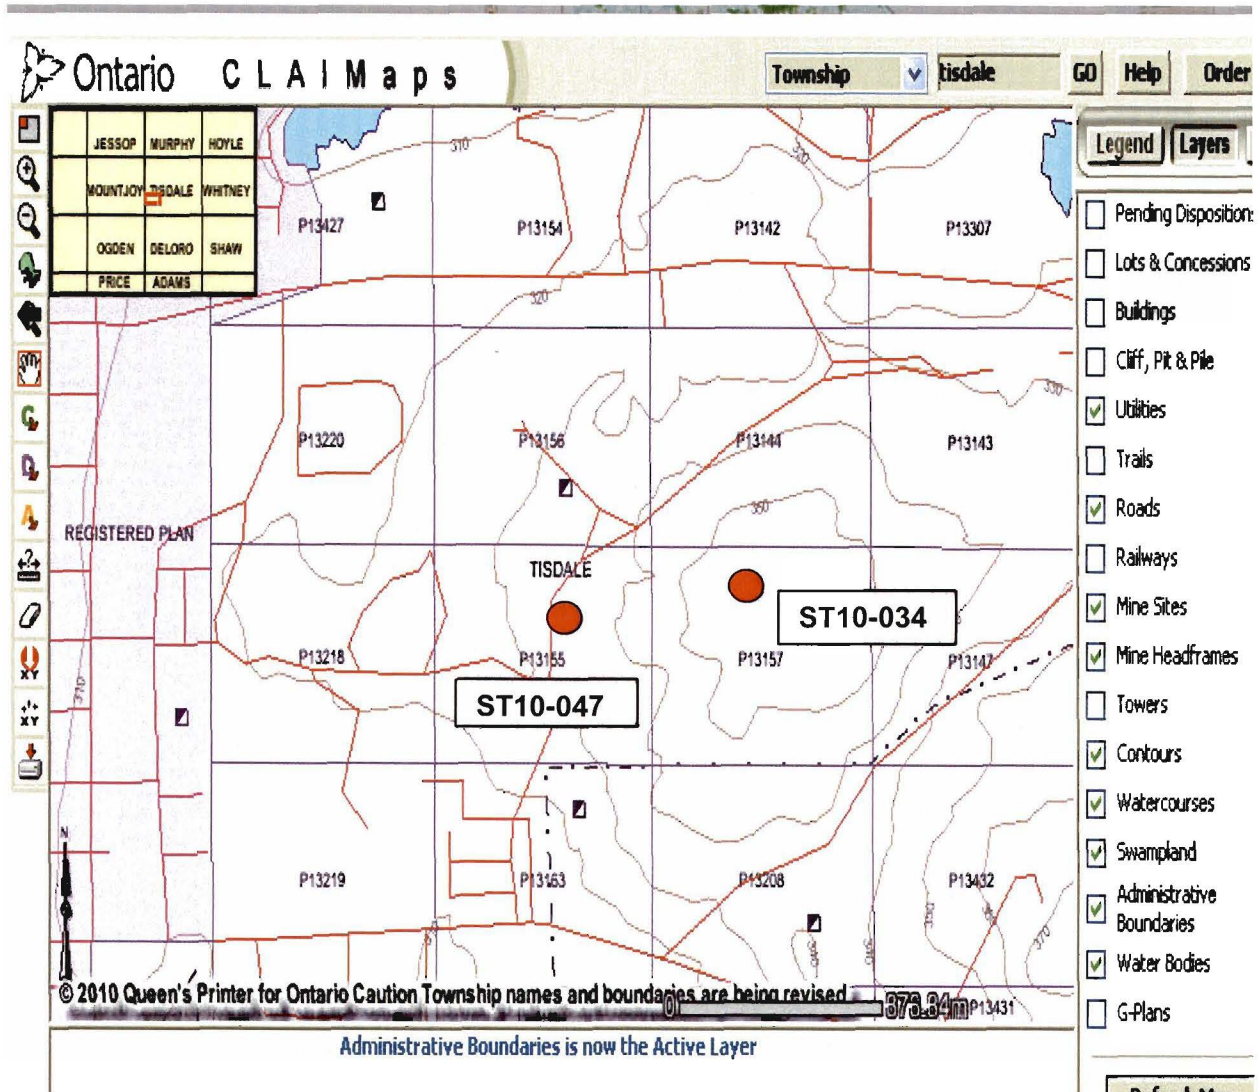 Ontario CLAIMaps
Township
tisdale
GO
Help
Order
JESSOP MURPHY HOYLE
MOUNTJOY TISDALE WHITNEY
OGDEN DELORO SHAW
PRICE ADAMS
310
320
P13427
P13154
P13142
P13307
320
330
P13220
P13156
P13144
P13143
REGISTERED PLAN
350
TISDALE
ST10-034
P13218
P13155
P13157
P13147
ST10-047
310
P13219
P13163
P13208
P13432
370
N
© 2010 Queen's Printer for Ontario Caution Township names and boundaries are being revised
0
876.84m
P13431
Administrative Boundaries is now the Active Layer
Legend
Layers
Pending Dispositions
Lots & Concessions
Buildings
Cliff, Pit & Pile
Utilities
Trails
Roads
Railways
Mine Sites
Mine Headframes
Towers
Contours
Watercourses
Swampland
Administrative
Boundaries
Water Bodies
G-Plans